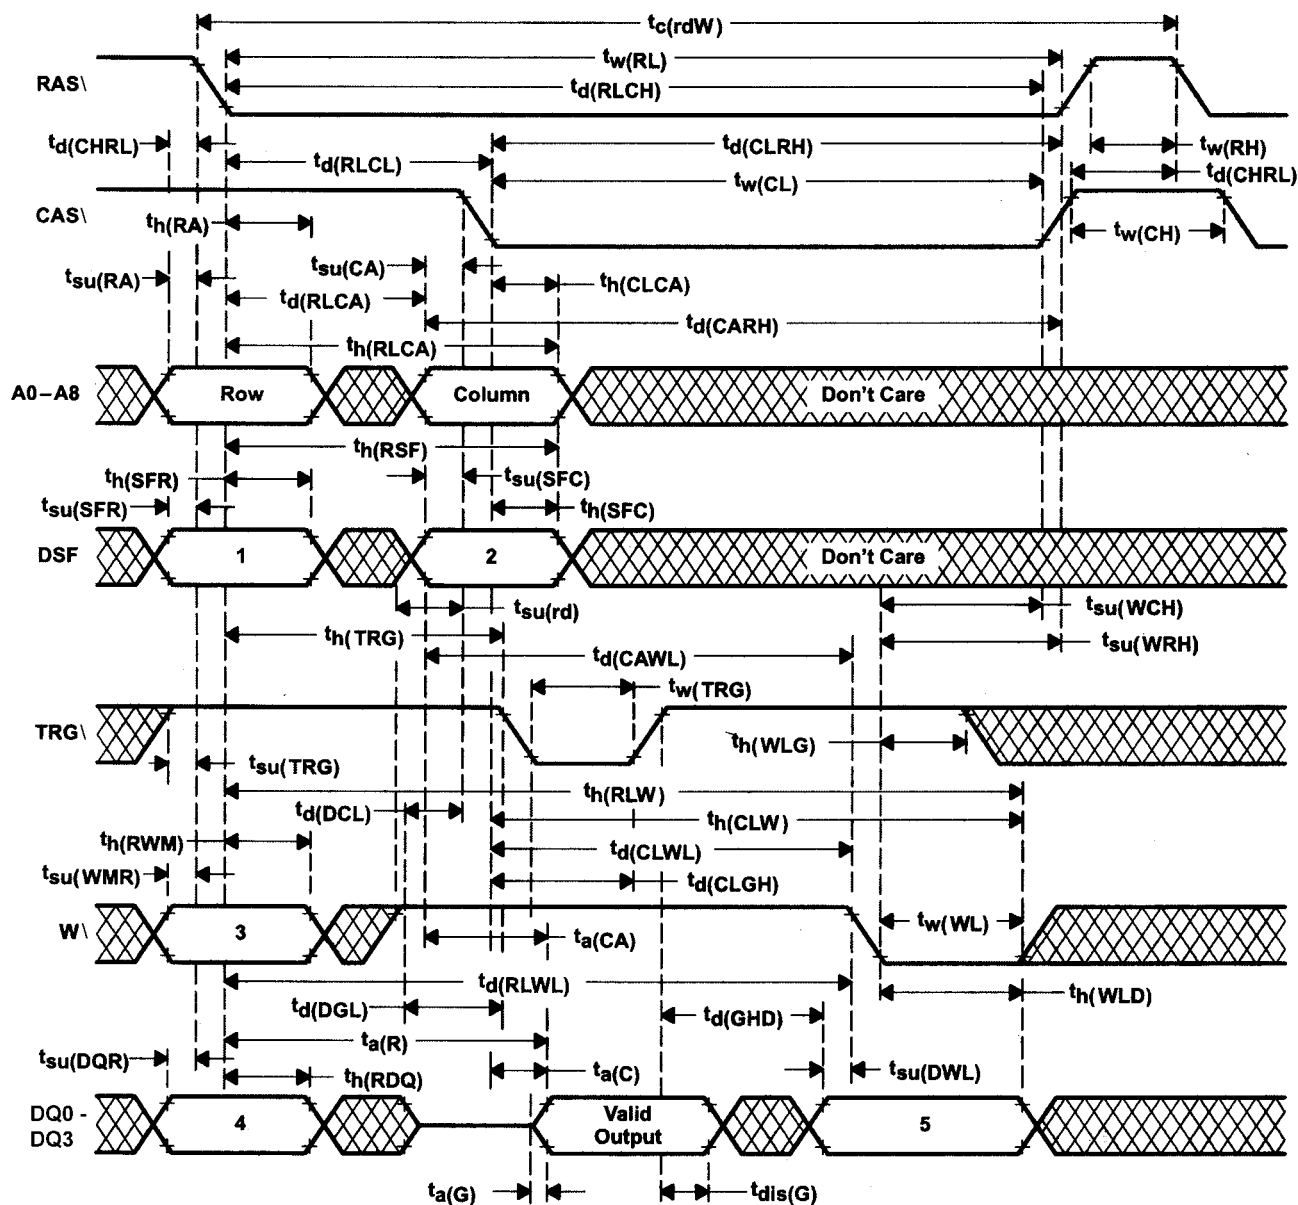 tc(rdW)
tw(RL)
RAS\
td(RLCH)
td(CHRL)
td(RLCL)
td(CLRH)
tw(RH)
tw(CL)
td(CHRL)
CAS\
th(RA)
tw(CH)
tsu(CA)
tsu(RA)
th(CLCA)
td(RLCA)
td(CARH)
th(RLCA)
A0–A8 Row Column Don't Care
th(RSF)
th(SFR)
tsu(SFC)
tsu(SFR)
th(SFC)
DSF 1 2 Don't Care
tsu(rd)
tsu(WCH)
th(TRG)
tsu(WRH)
td(CAWL)
tw(TRG)
TRG\
th(WLG)
tsu(TRG)
th(RLW)
td(DCL)
th(CLW)
th(RWM)
td(CLWL)
tsu(WMR)
td(CLGH)
W\ 3
tw(WL)
ta(CA)
td(RLWL)
th(WLD)
td(DGL)
td(GHD)
ta(R)
tsu(DQR)
ta(C)
tsu(DWL)
th(RDQ)
DQ0 -
DQ3
4
Valid
Output
5
ta(G)
tdis(G)